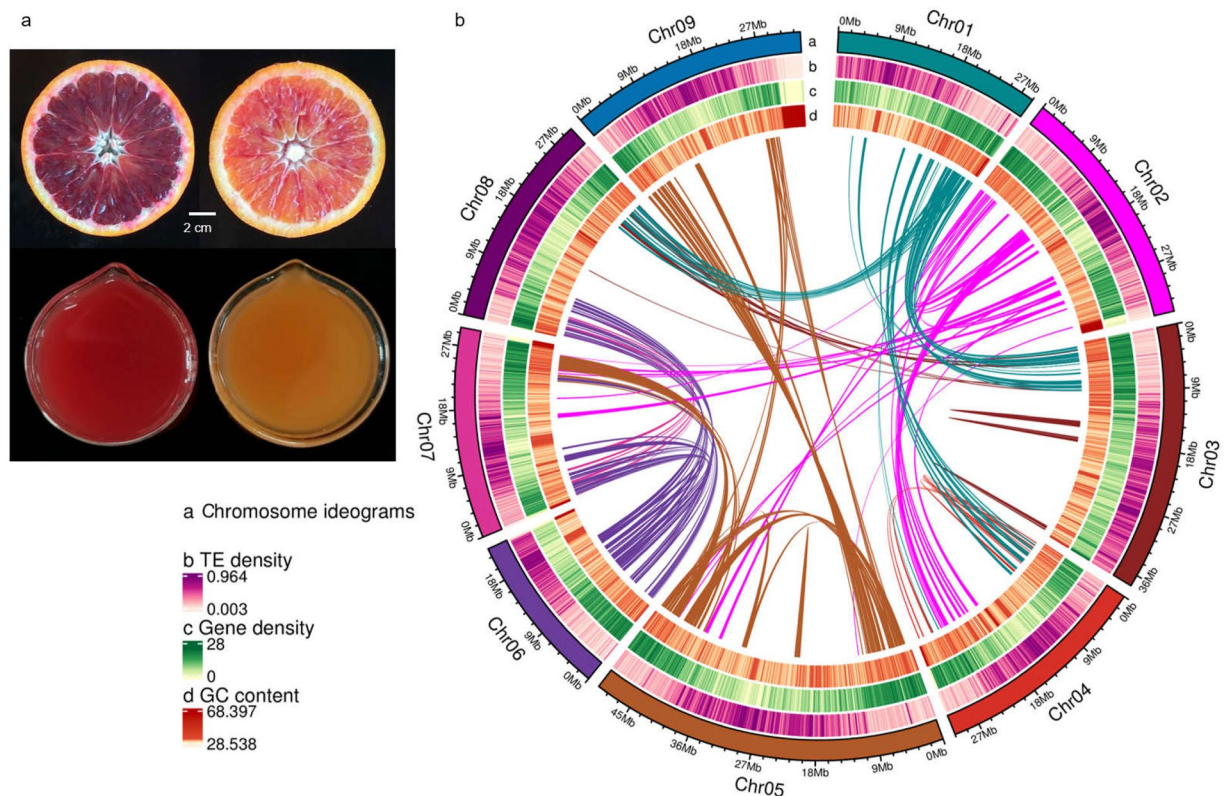 a
2 cm
a Chromosome ideograms
b TE density
0.964
0.003
c Gene density
28
0
d GC content
68.397
28.538
b
a
b
c
d
Chr01
0Mb
9Mb
18Mb
27Mb
Chr02
0Mb
9Mb
18Mb
27Mb
Chr03
0Mb
9Mb
18Mb
27Mb
36Mb
Chr04
0Mb
9Mb
18Mb
27Mb
Chr05
0Mb
9Mb
18Mb
27Mb
36Mb
45Mb
Chr06
0Mb
9Mb
18Mb
Chr07
0Mb
9Mb
18Mb
27Mb
Chr08
0Mb
9Mb
18Mb
27Mb
Chr09
0Mb
9Mb
18Mb
27Mb